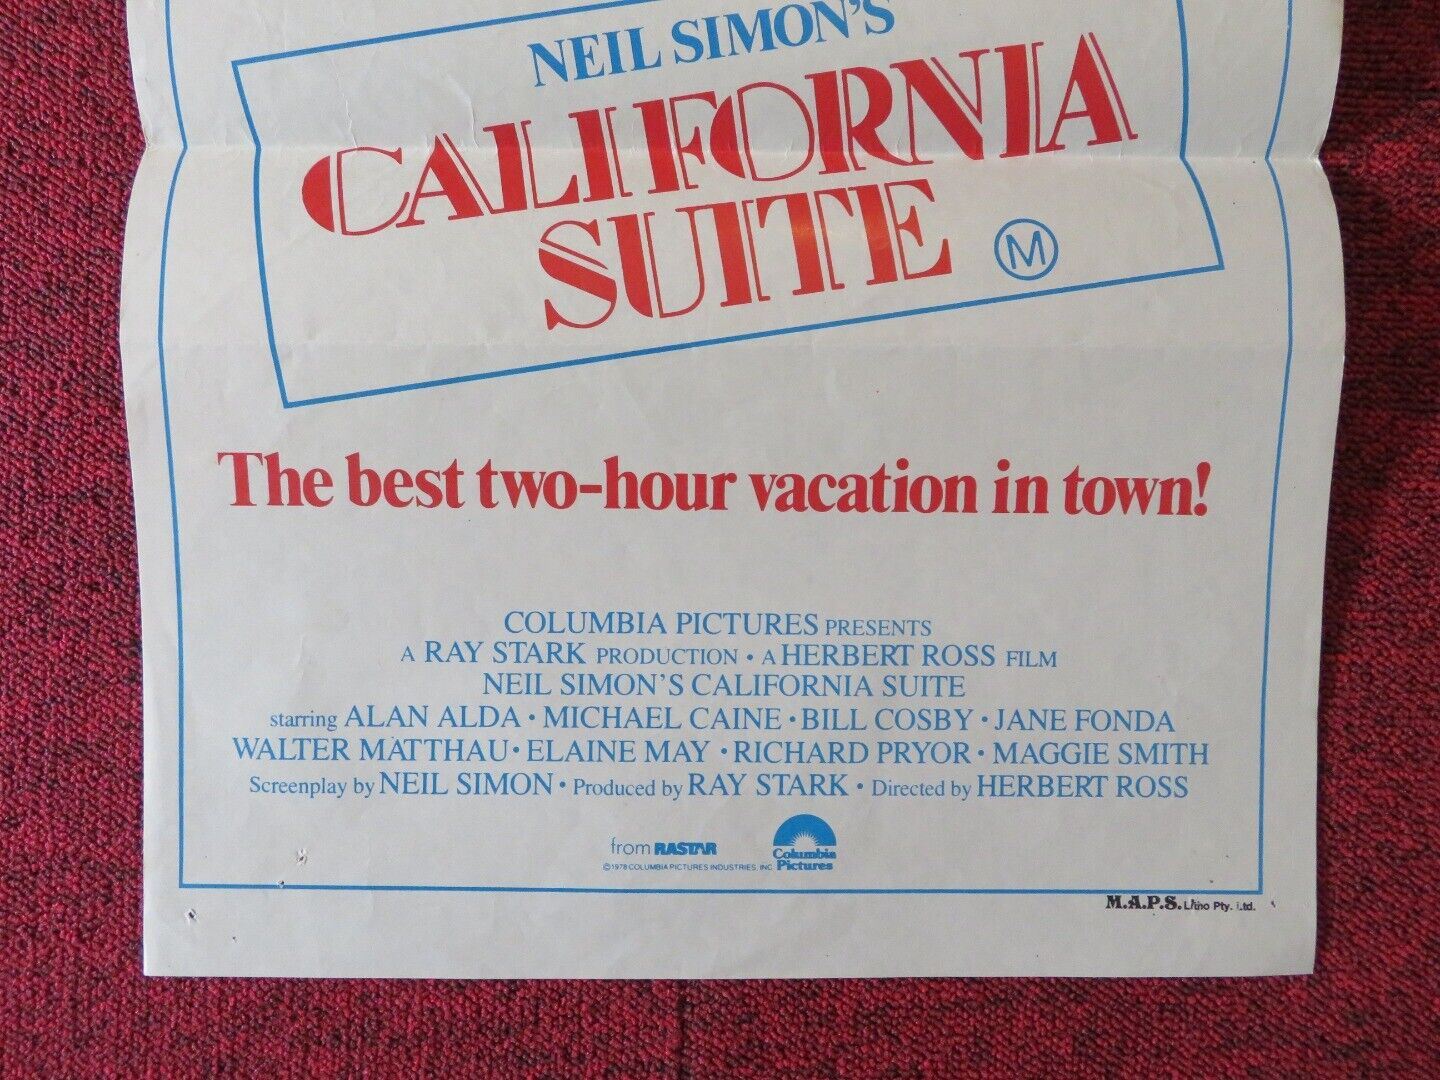 NEIL SIMON'S
CALIFORNIA
SUITE
M
The best two-hour vacation in town!
COLUMBIA PICTURES PRESENTS
A RAY STARK PRODUCTION • A HERBERT ROSS FILM
NEIL SIMON'S CALIFORNIA SUITE
starring ALAN ALDA • MICHAEL CAINE • BILL COSBY • JANE FONDA
WALTER MATTHAU • ELAINE MAY • RICHARD PRYOR • MAGGIE SMITH
Screenplay by NEIL SIMON • Produced by RAY STARK • Directed by HERBERT ROSS
from RASTAR
©1978 COLUMBIA PICTURES INDUSTRIES, INC.
Columbia
Pictures
M.A.P.S. Litho Pty. Ltd.